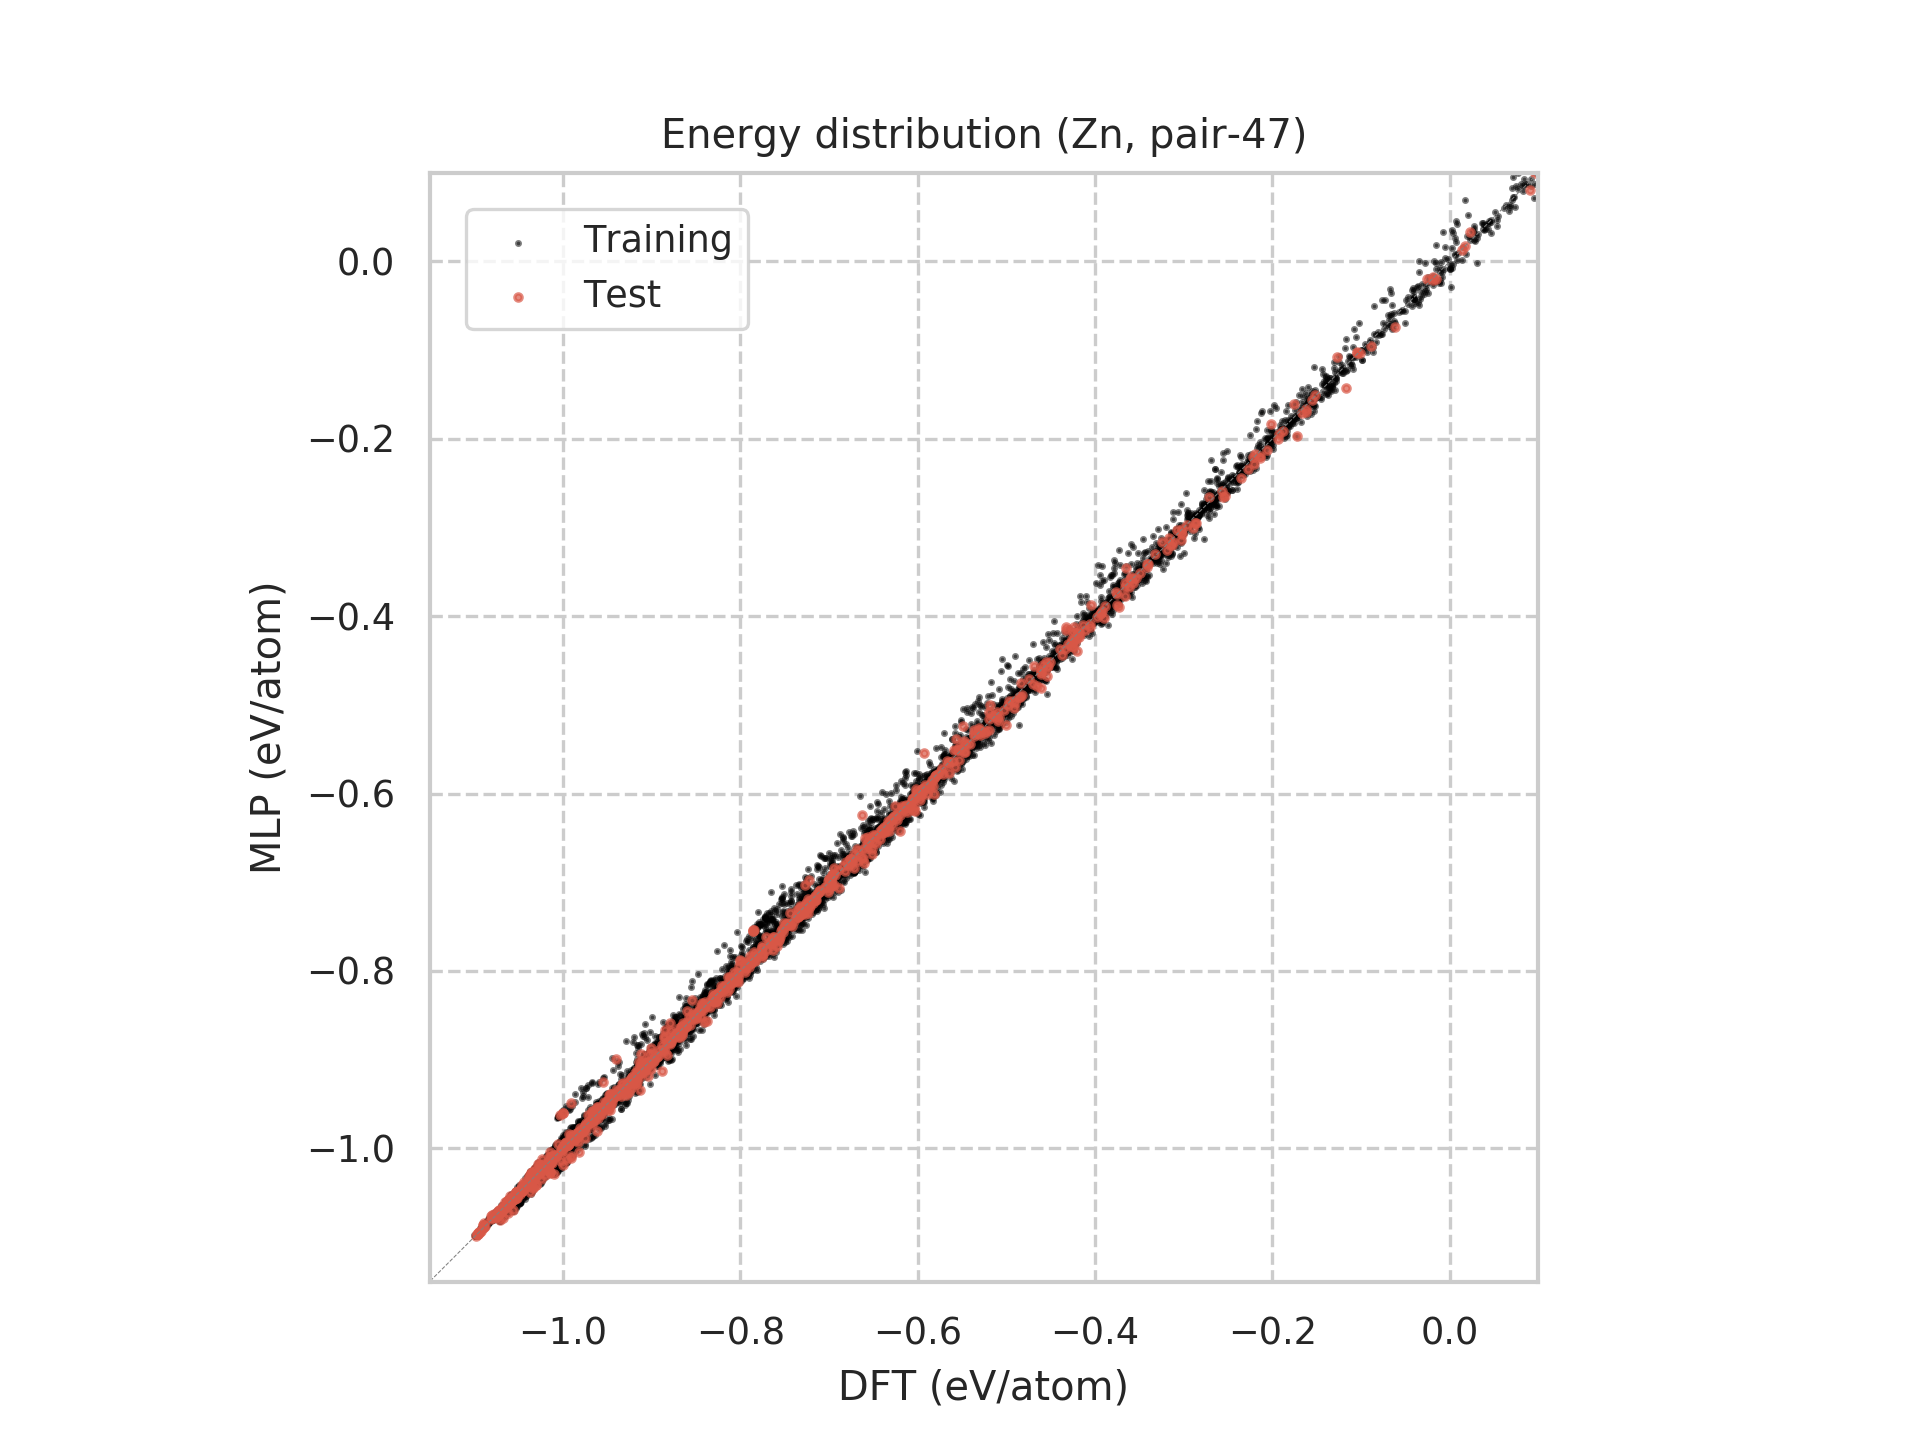 Energy distribution (Zn, pair-47)
Training
Test
0.0
−0.2
−0.4
−0.6
−0.8
−1.0
MLP (eV/atom)
−1.0 −0.8 −0.6 −0.4 −0.2 0.0
DFT (eV/atom)